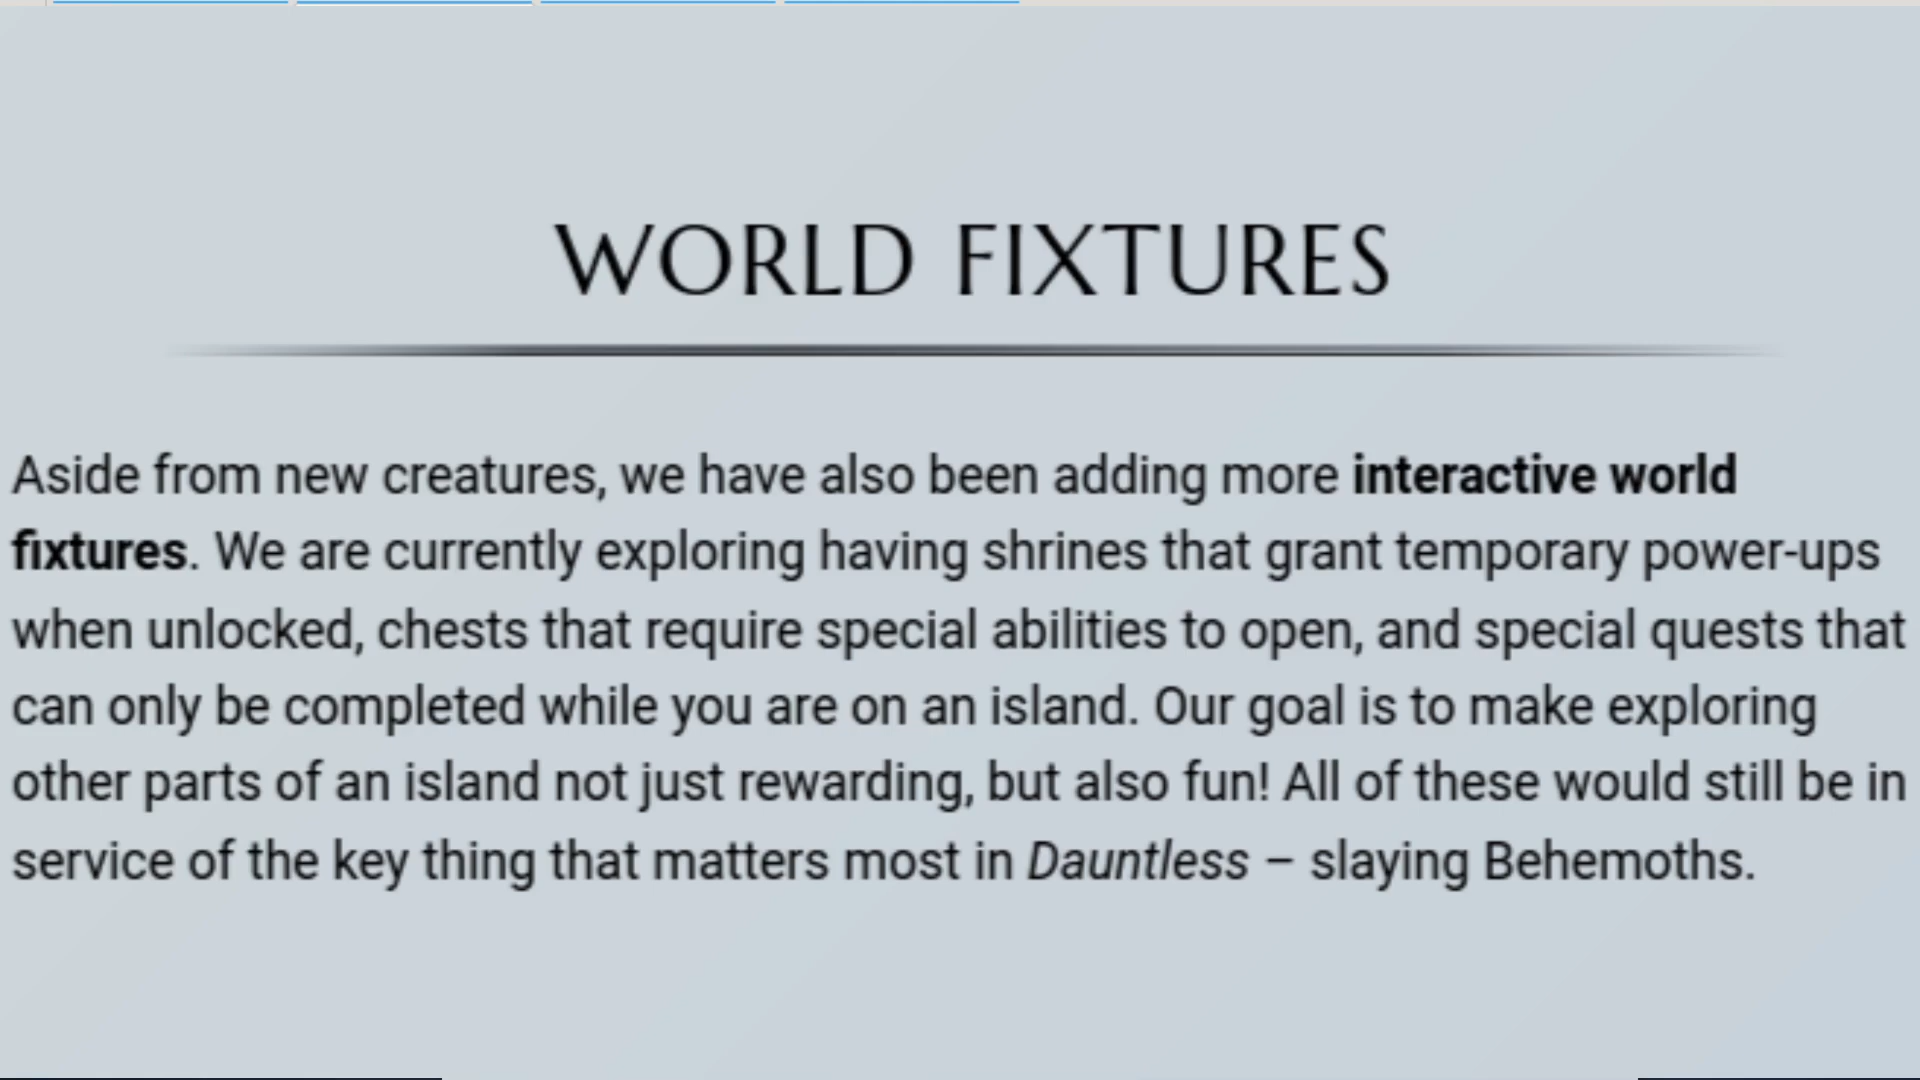 WORLD FIXTURES
Aside from new creatures, we have also been adding more interactive world
fixtures. We are currently exploring having shrines that grant temporary power-ups
when unlocked, chests that require special abilities to open, and special quests that
can only be completed while you are on an island. Our goal is to make exploring
other parts of an island not just rewarding, but also fun! All of these would still be in
service of the key thing that matters most in Dauntless – slaying Behemoths.